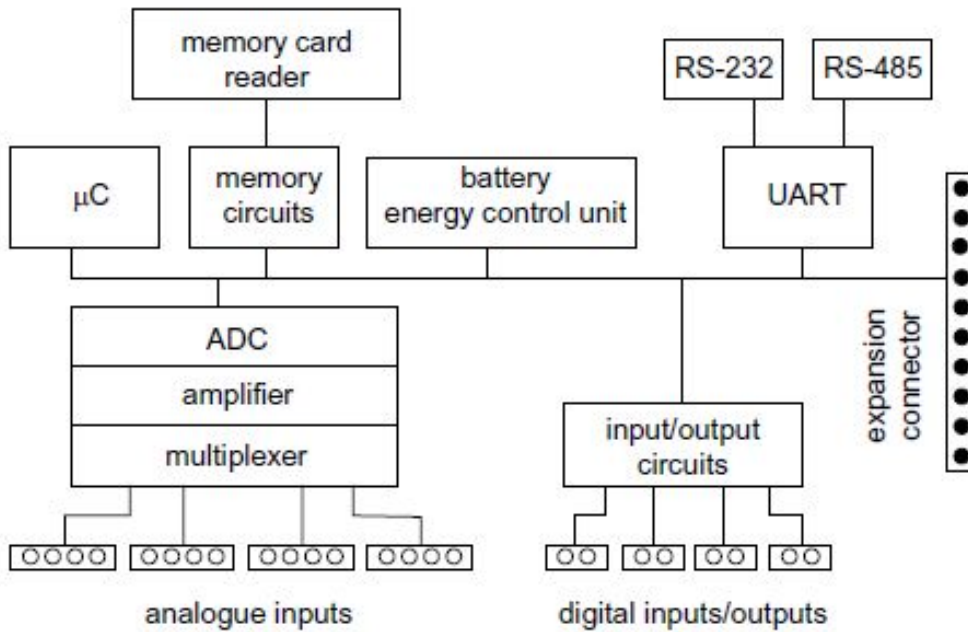 memory card
reader
RS-232
RS-485
μC
memory
circuits
battery
energy control unit
UART
ADC
amplifier
multiplexer
input/output
circuits
expansion
connector
analogue inputs
digital inputs/outputs